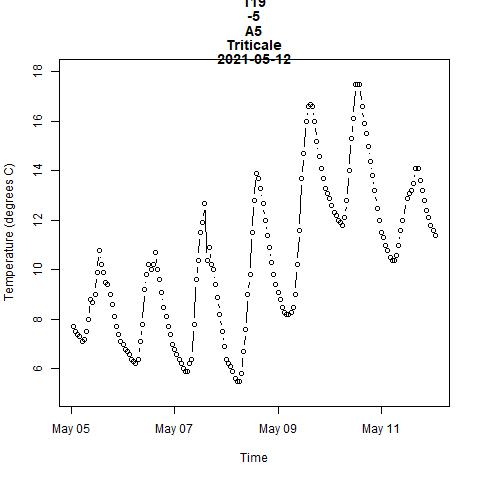 T19
-5
A5
Triticale
2021-05-12
18
16
14
12
10
8
6
Temperature (degrees C)
May 05 May 07 May 09 May 11
Time